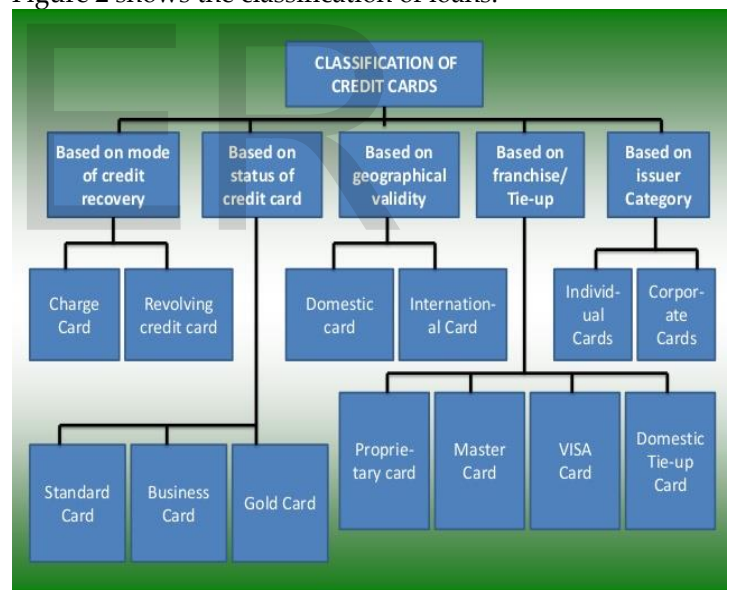 Figure 2 shows the classification of loans.
ER
CLASSIFICATION OF
CREDIT CARDS
Based on mode
of credit
recovery
Based on
status of
credit card
Based on
geographical
validity
Based on
franchise/
Tie-up
Based on
issuer
Category
Charge
Card
Revolving
credit card
Domestic
card
Internation-
al Card
Individ-
ual
Cards
Corpor-
ate
Cards
Standard
Card
Business
Card
Gold Card
Proprie-
tary card
Master
Card
VISA
Card
Domestic
Tie-up
Card